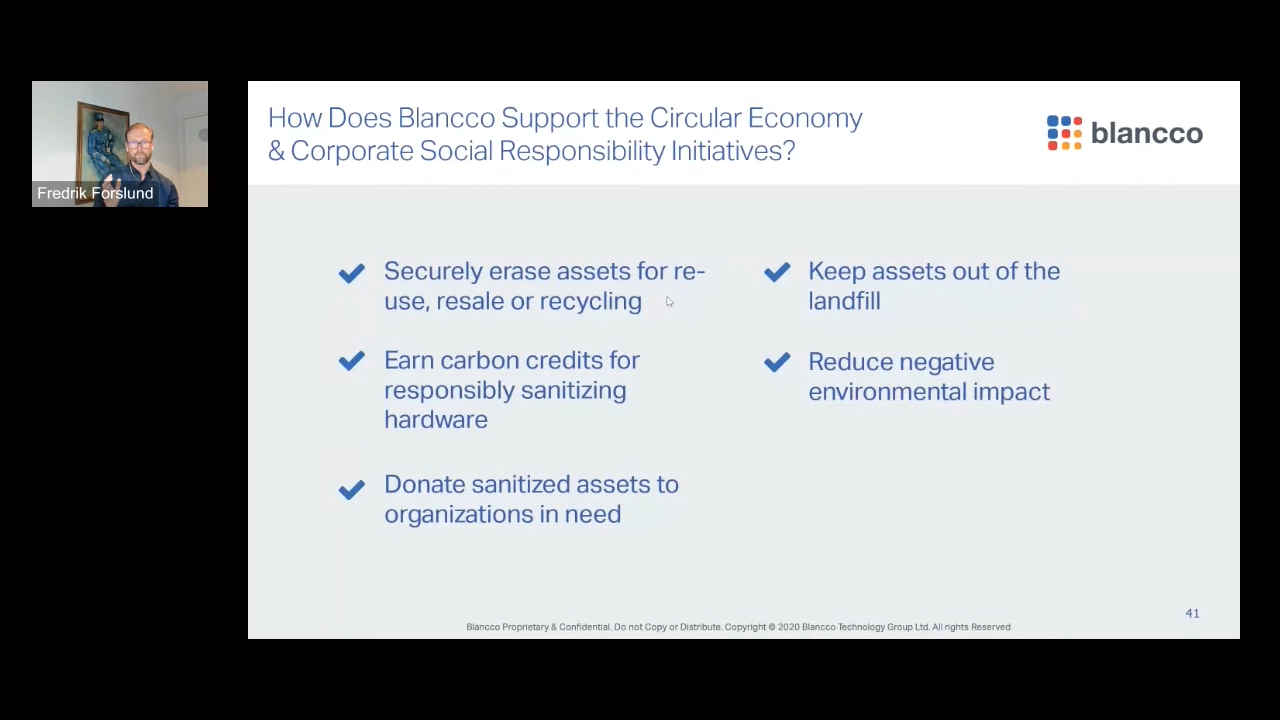 How Does Blancco Support the Circular Economy
& Corporate Social Responsibility Initiatives?
blancco
Fredrik Forslund
Securely erase assets for re-
use, resale or recycling
Earn carbon credits for
responsibly sanitizing
hardware
Donate sanitized assets to
organizations in need
Keep assets out of the
landfill
Reduce negative
environmental impact
41
Blancco Proprietary & Confidential. Do not Copy or Distribute. Copyright © 2020 Blancco Technology Group Ltd. All rights Reserved